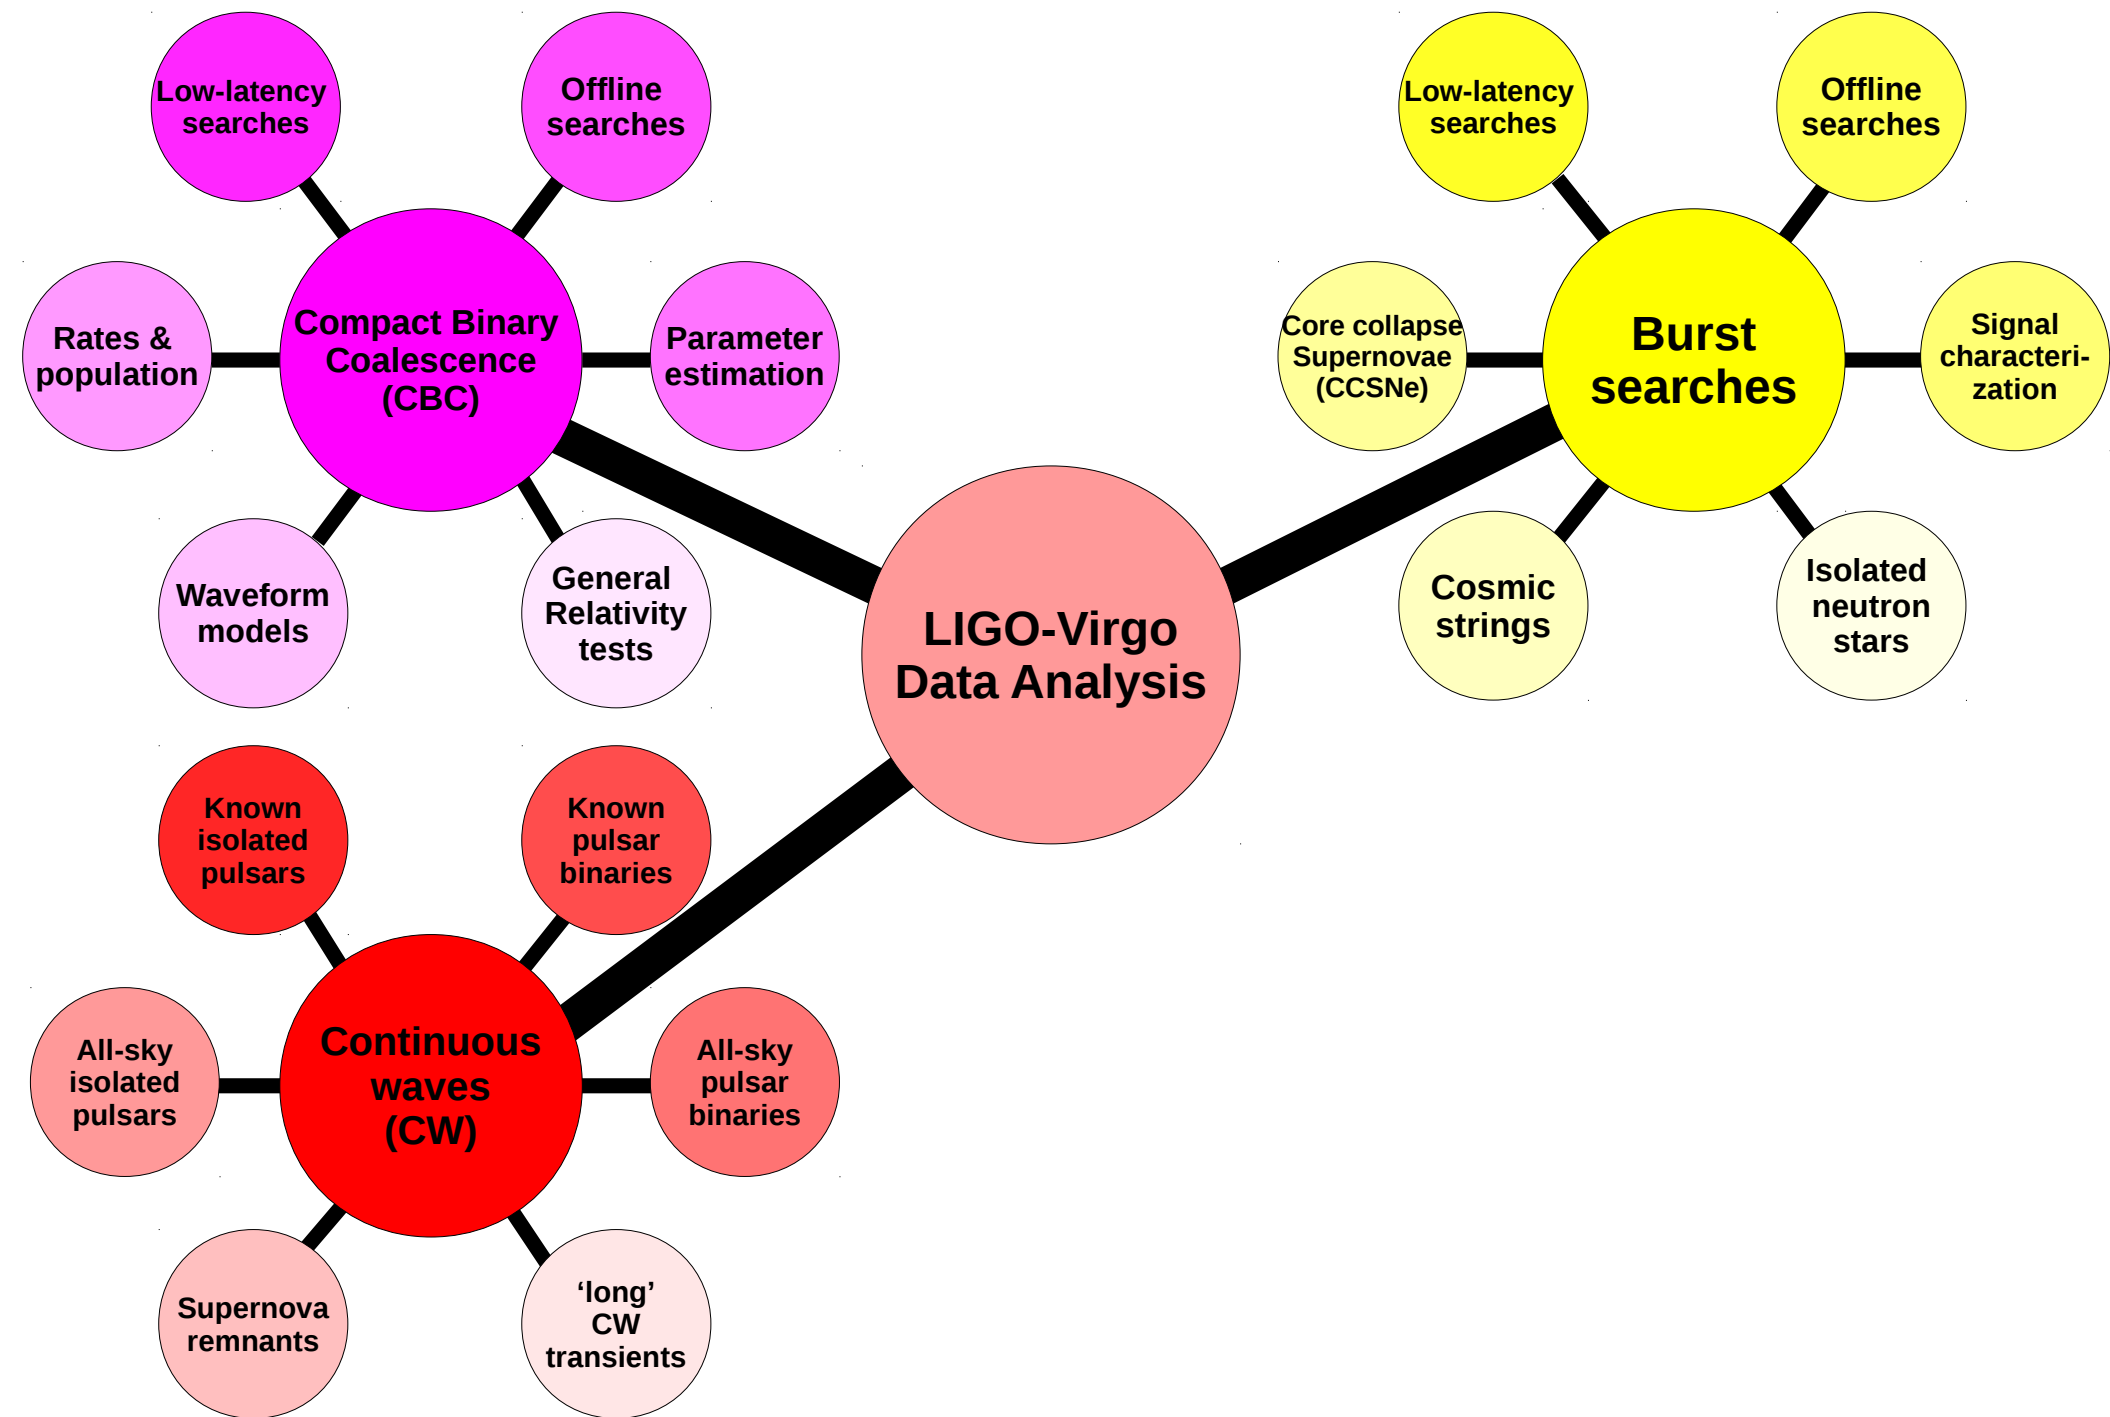 Low-latency
searches
Offline
searches
Rates &
population
Compact Binary
Coalescence
(CBC)
Parameter
estimation
Waveform
models
General
Relativity
tests
Low-latency
searches
Offline
searches
Core collapse
Supernovae
(CCSNe)
Burst
searches
Signal
characteri-
zation
Cosmic
strings
Isolated
neutron
stars
LIGO-Virgo
Data Analysis
Known
isolated
pulsars
Known
pulsar
binaries
All-sky
isolated
pulsars
Continuous
waves
(CW)
All-sky
pulsar
binaries
Supernova
remnants
‘long’
CW
transients